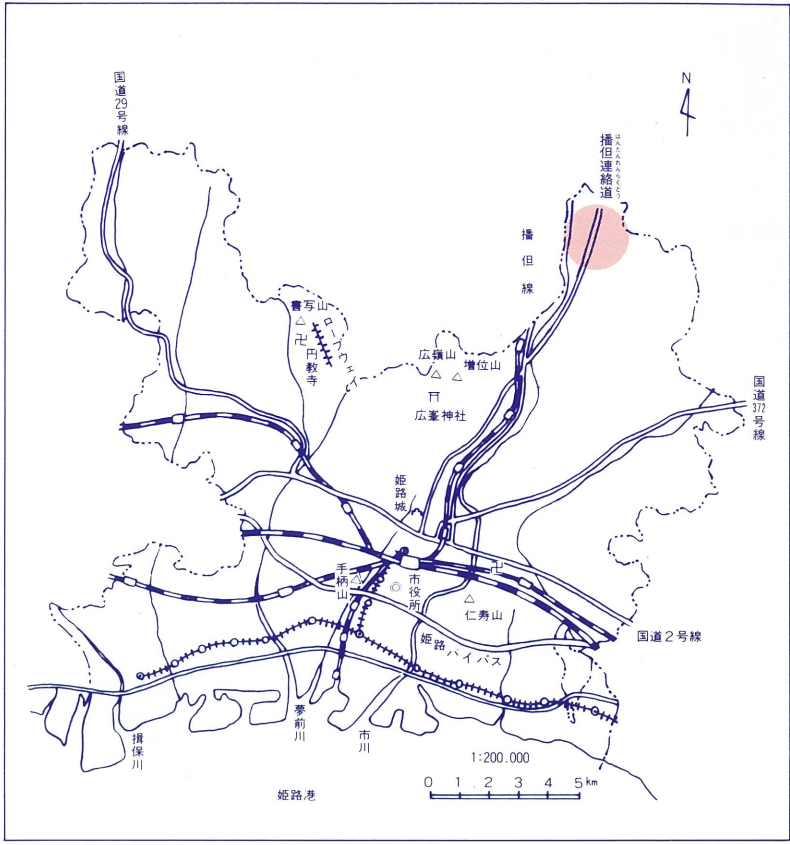 国道29号線
N
はんたんれんらくどう
播但連絡道
播但線
書写山
ロープウェイ
卍
円教寺
広嶺山
増位山
広峯神社
国道372号線
姫路城
手柄山
市役所
卍
仁寿山
姫路バイパス
国道2号線
揖保川
夢前川
市川
姫路港
1:200.000
0 1 2 3 4 5km